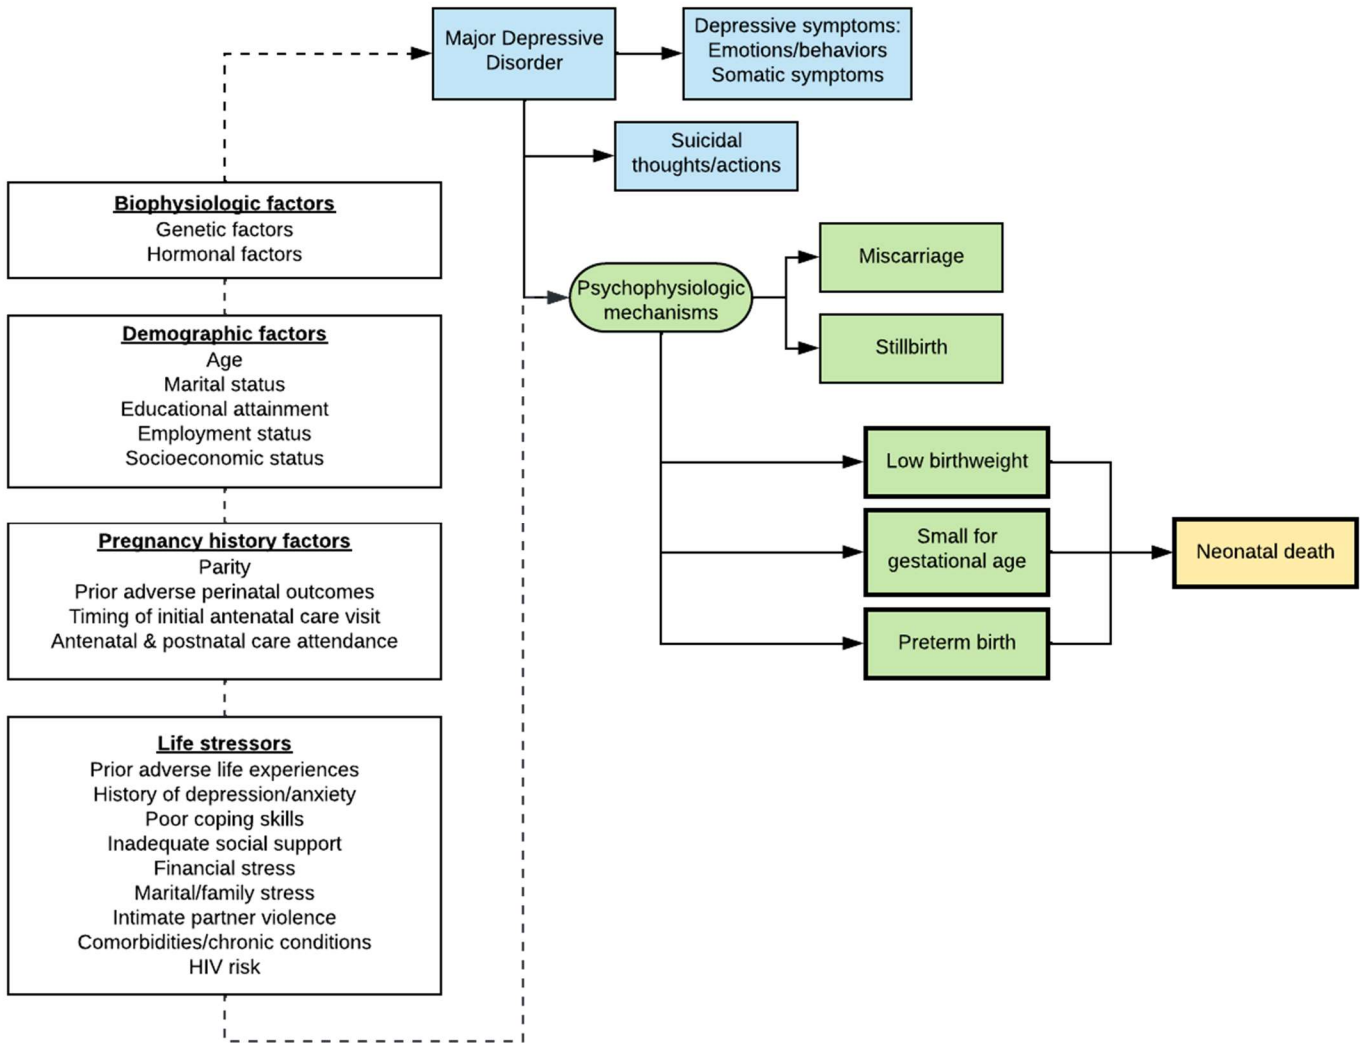 Major Depressive
Disorder
Depressive symptoms:
Emotions/behaviors
Somatic symptoms
Suicidal
thoughts/actions
Biophysiologic factors
Genetic factors
Hormonal factors
Demographic factors
Age
Marital status
Educational attainment
Employment status
Socioeconomic status
Pregnancy history factors
Parity
Prior adverse perinatal outcomes
Timing of initial antenatal care visit
Antenatal & postnatal care attendance
Life stressors
Prior adverse life experiences
History of depression/anxiety
Poor coping skills
Inadequate social support
Financial stress
Marital/family stress
Intimate partner violence
Comorbidities/chronic conditions
HIV risk
Psychophysiologic
mechanisms
Miscarriage
Stillbirth
Low birthweight
Small for
gestational age
Preterm birth
Neonatal death